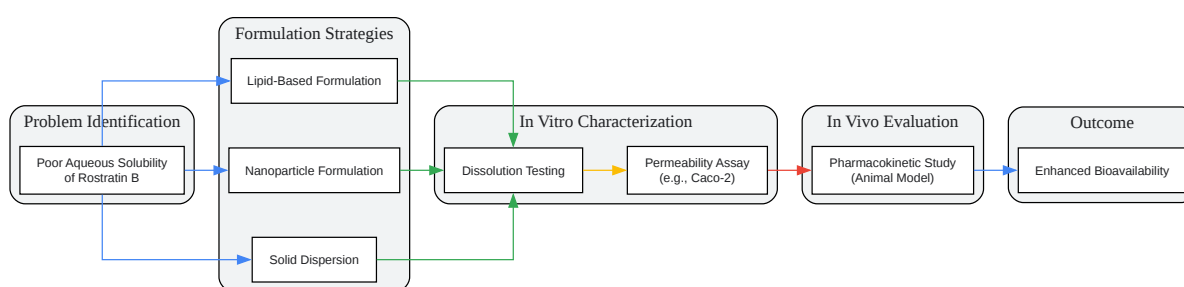 Problem Identification
Poor Aqueous Solubility
of Rostratin B
Formulation Strategies
Lipid-Based Formulation
Nanoparticle Formulation
Solid Dispersion
In Vitro Characterization
Dissolution Testing
Permeability Assay
(e.g., Caco-2)
In Vivo Evaluation
Pharmacokinetic Study
(Animal Model)
Outcome
Enhanced Bioavailability